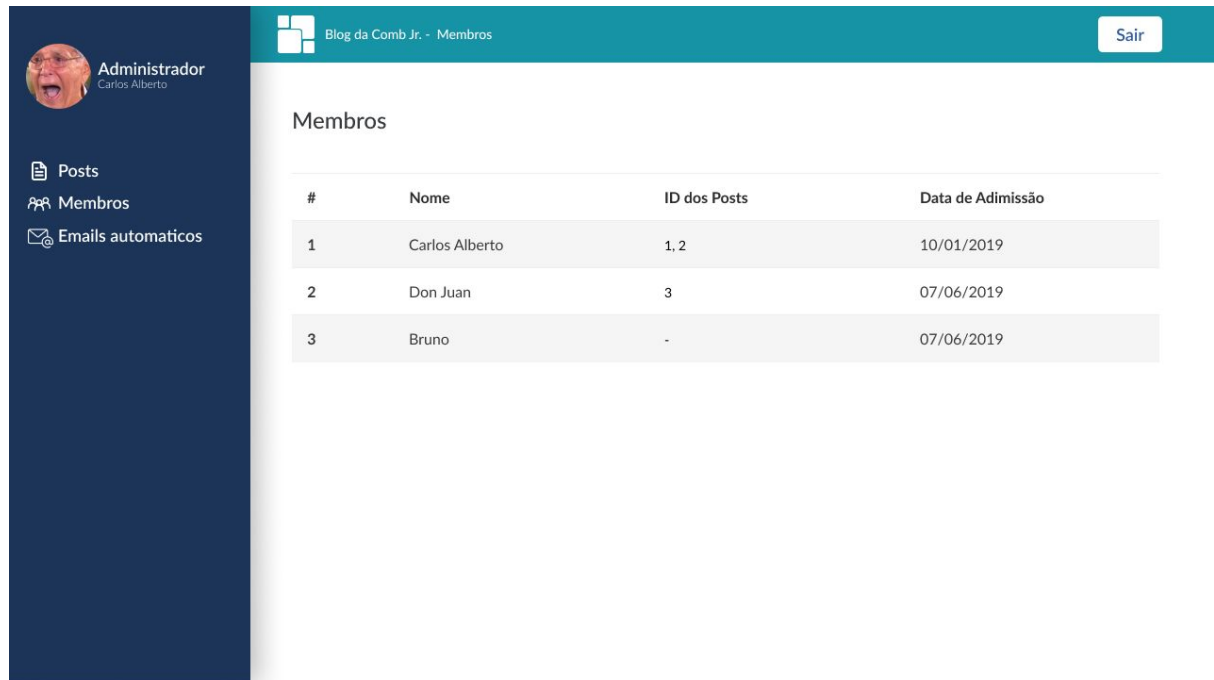 Blog da Comb Jr. - Membros
Sair
Administrador
Carlos Alberto
Posts
Membros
Emails automaticos
Membros
# Nome ID dos Posts Data de Adimissão
1 Carlos Alberto 1, 2 10/01/2019
2 Don Juan 3 07/06/2019
3 Bruno - 07/06/2019